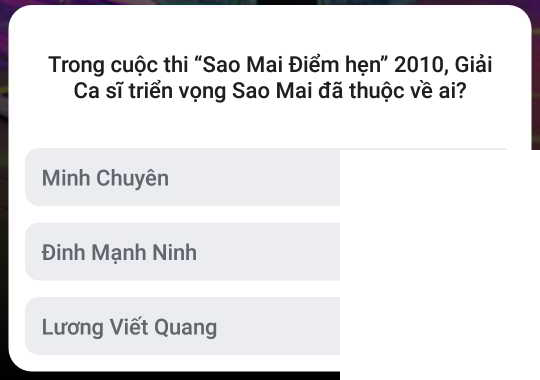 Trong cuộc thi “Sao Mai Điểm hẹn” 2010, Giải
Ca sĩ triển vọng Sao Mai đã thuộc về ai?
Minh Chuyên
Đinh Mạnh Ninh
Lương Viết Quang